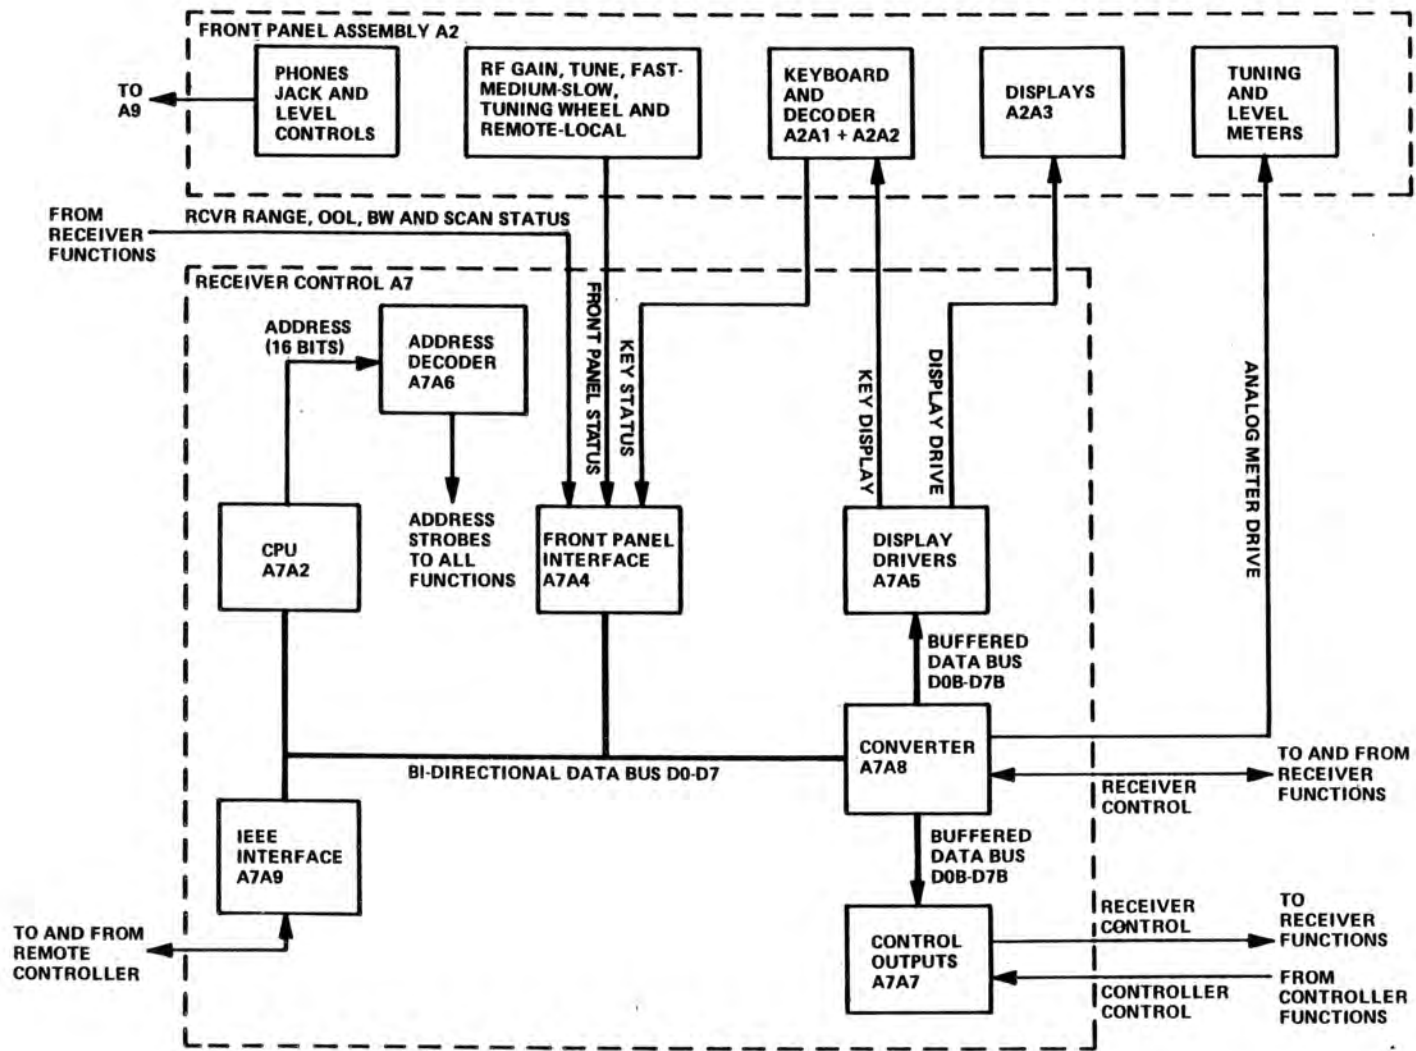 FRONT PANEL ASSEMBLY A2
PHONES
JACK AND
LEVEL
CONTROLS
RF GAIN, TUNE, FAST-
MEDIUM-SLOW,
TUNING WHEEL AND
REMOTE-LOCAL
KEYBOARD
AND
DECODER
A2A1 + A2A2
DISPLAYS
A2A3
TUNING
AND
LEVEL
METERS
TO
A9
FROM
RECEIVER
FUNCTIONS
RCVR RANGE, OOL, BW AND SCAN STATUS
RECEIVER CONTROL A7
ADDRESS
(16 BITS)
ADDRESS
DECODER
A7A6
FRONT PANEL STATUS
KEY STATUS
KEY DISPLAY
DISPLAY DRIVE
ANALOG METER DRIVE
CPU
A7A2
ADDRESS
STROBES
TO ALL
FUNCTIONS
FRONT PANEL
INTERFACE
A7A4
DISPLAY
DRIVERS
A7A5
BUFFERED
DATA BUS
D0B-D7B
CONVERTER
A7A8
BI-DIRECTIONAL DATA BUS D0-D7
RECEIVER
CONTROL
TO AND FROM
RECEIVER
FUNCTIONS
IEEE
INTERFACE
A7A9
BUFFERED
DATA BUS
D0B-D7B
TO AND FROM
REMOTE
CONTROLLER
CONTROL
OUTPUTS
A7A7
RECEIVER
CONTROL
TO
RECEIVER
FUNCTIONS
CONTROLLER
CONTROL
FROM
CONTROLLER
FUNCTIONS